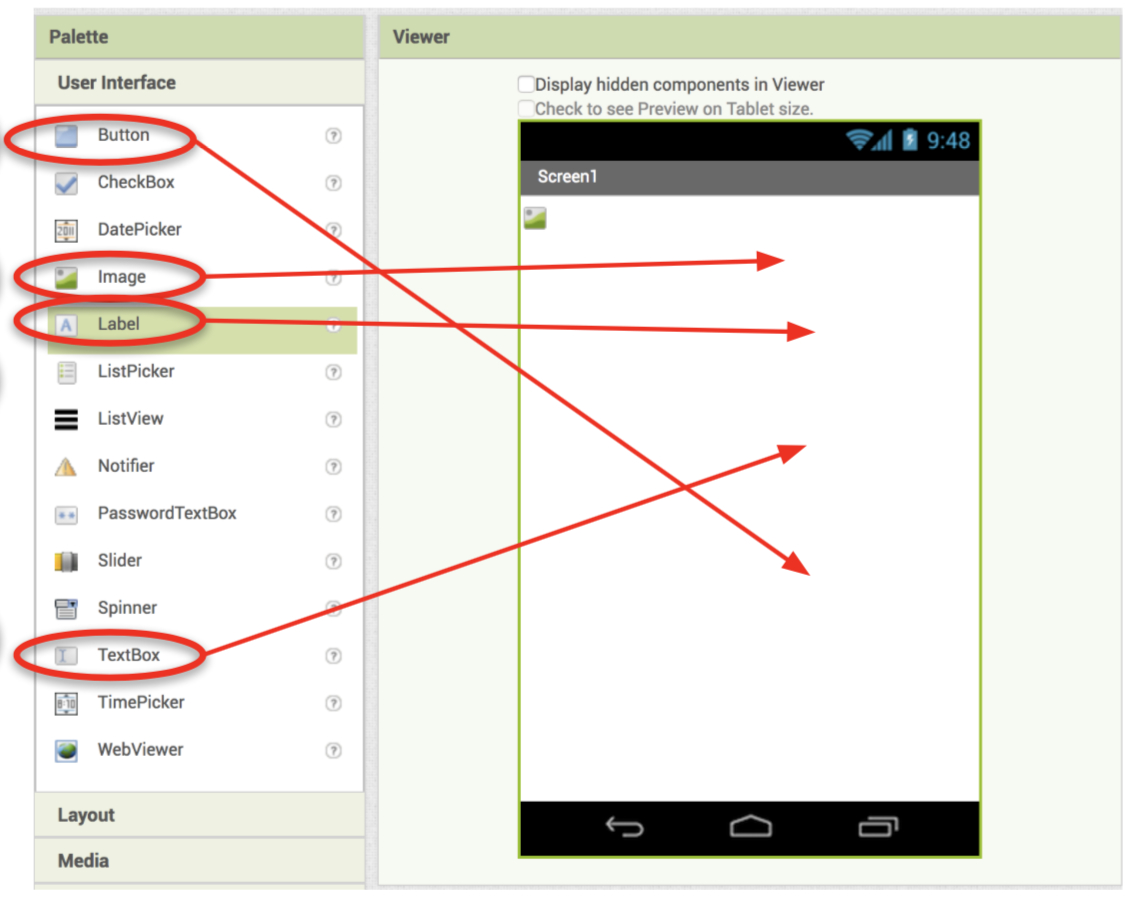 Palette
User Interface
Button
CheckBox
DatePicker
Image
Label
ListPicker
ListView
Notifier
PasswordTextBox
Slider
Spinner
TextBox
TimePicker
WebViewer
Layout
Media
Viewer
Display hidden components in Viewer
Check to see Preview on Tablet size.
9:48
Screen1